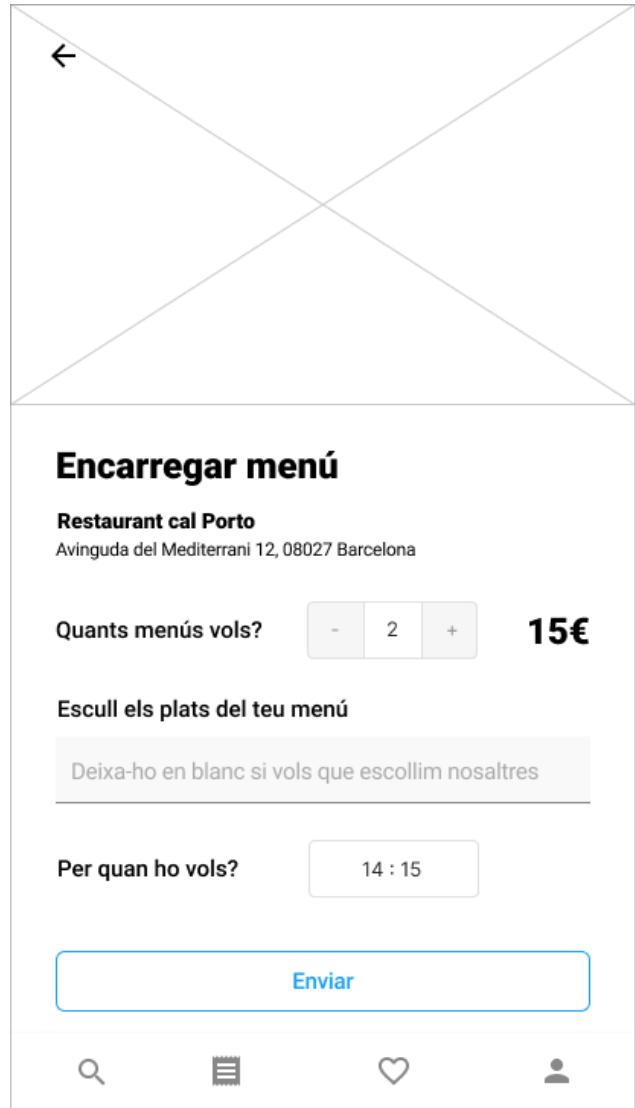 Encarregar menú
Restaurant cal Porto
Avinguda del Mediterrani 12, 08027 Barcelona
Quants menús vols? - 2 + 15€
Escull els plats del teu menú
Deixa-ho en blanc si vols que escollim nosaltres
Per quan ho vols? 14 : 15
Enviar